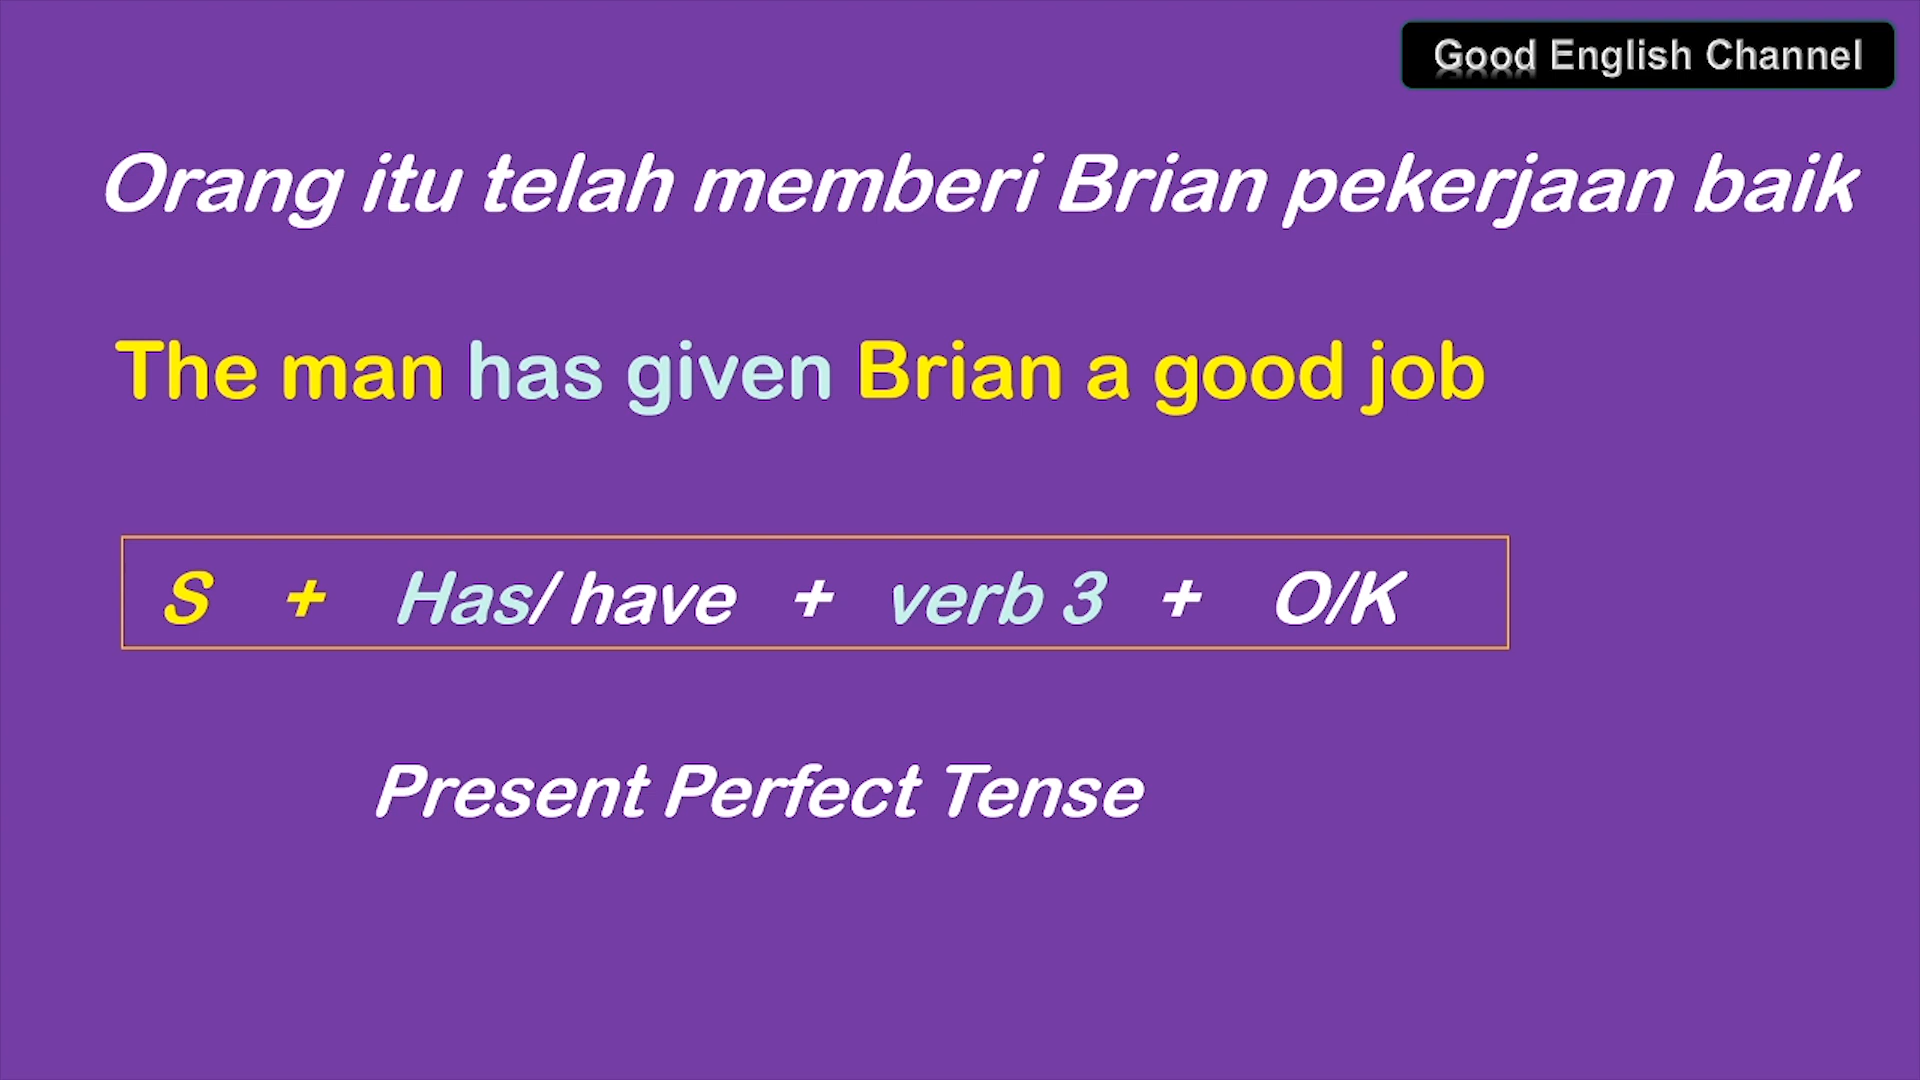 Good English Channel
Orang itu telah memberi Brian pekerjaan baik
The man has given Brian a good job
S + Has/ have + verb 3 + O/K
Present Perfect Tense